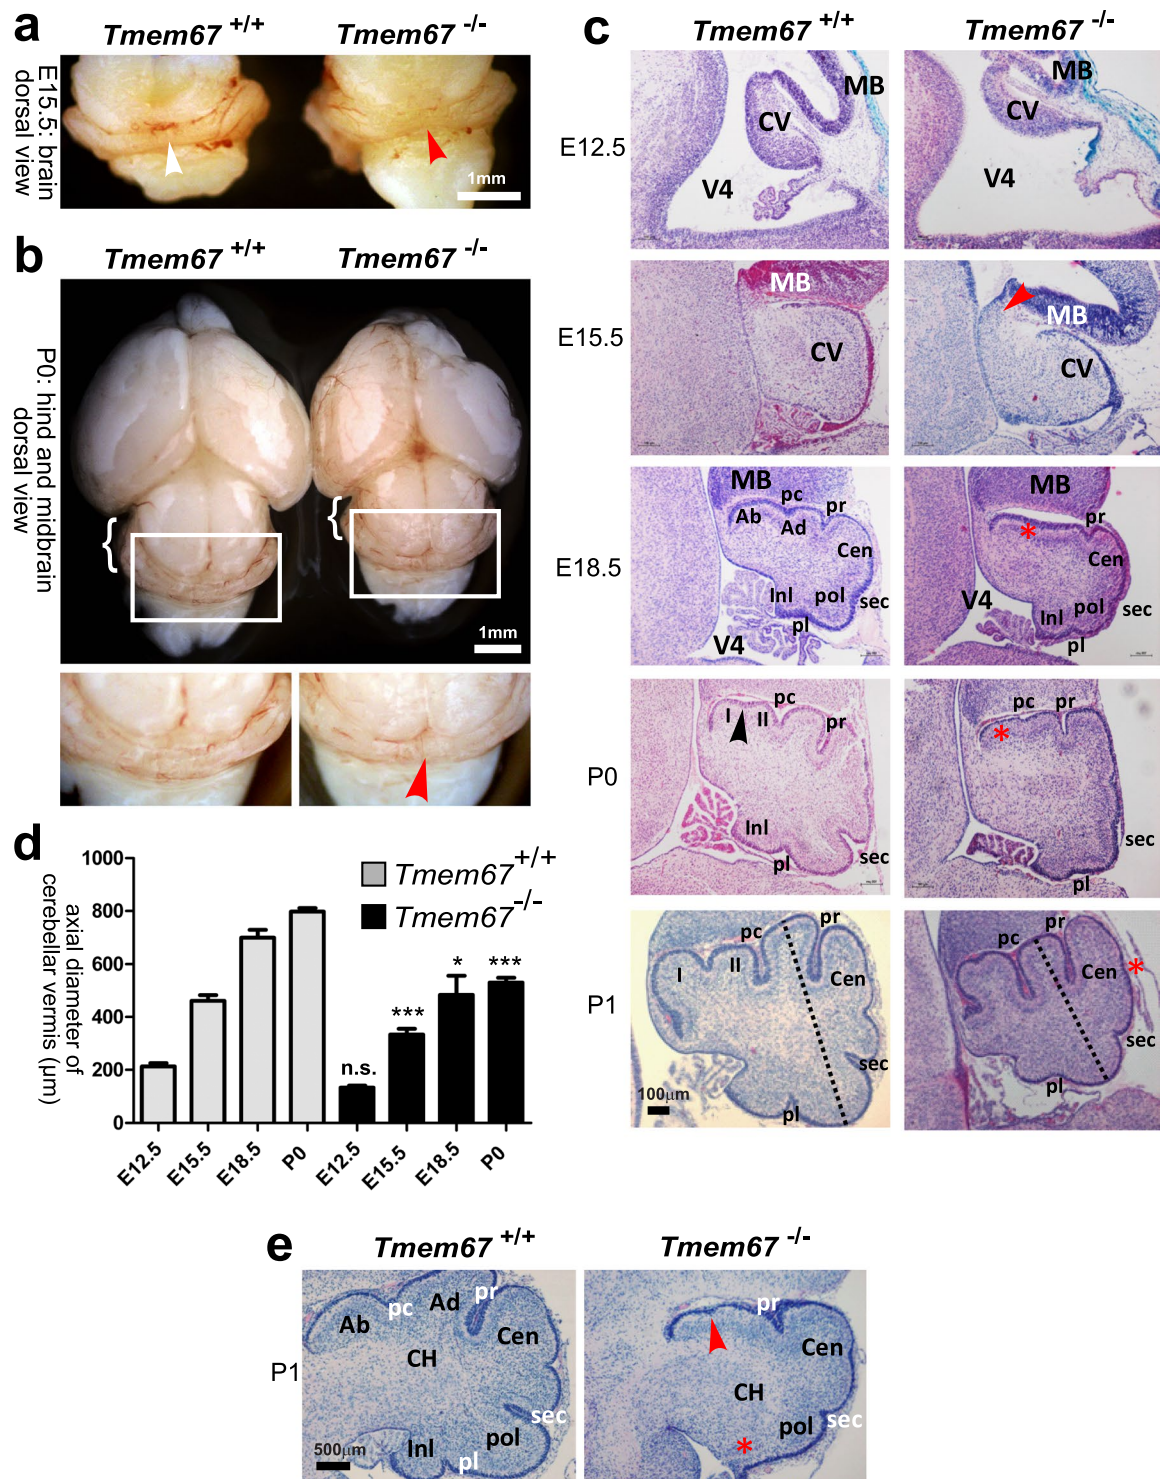 a
Tmem67 +/+
Tmem67 -/-
E15.5: brain
dorsal view
1mm
b
Tmem67 +/+
Tmem67 -/-
P0: hind and midbrain
dorsal view
{
{
1mm
c
Tmem67 +/+
Tmem67 -/-
E12.5
MB
CV
V4
MB
CV
V4
E15.5
MB
CV
MB
CV
E18.5
MB
pc
pr
Ab
Ad
Cen
Inl
pol
sec
pl
V4
MB
pr
*
Cen
V4
Inl
pol
sec
pl
P0
pc
I
II
pr
Inl
pl
sec
pc
pr
*
sec
pl
P1
pc
pr
I
II
Cen
sec
pl
100µm
pc
pr
Cen
*
sec
pl
d
axial diameter of
cerebellar vermis (µm)
1000
800
600
400
200
0
Tmem67+/+
Tmem67-/-
n.s.
***
*
***
E12.5
E15.5
E18.5
P0
E12.5
E15.5
E18.5
P0
e
Tmem67 +/+
Tmem67 -/-
P1
Ab
pc
Ad
pr
Cen
CH
sec
pol
Inl
pl
500µm
pr
Cen
CH
sec
pol
*